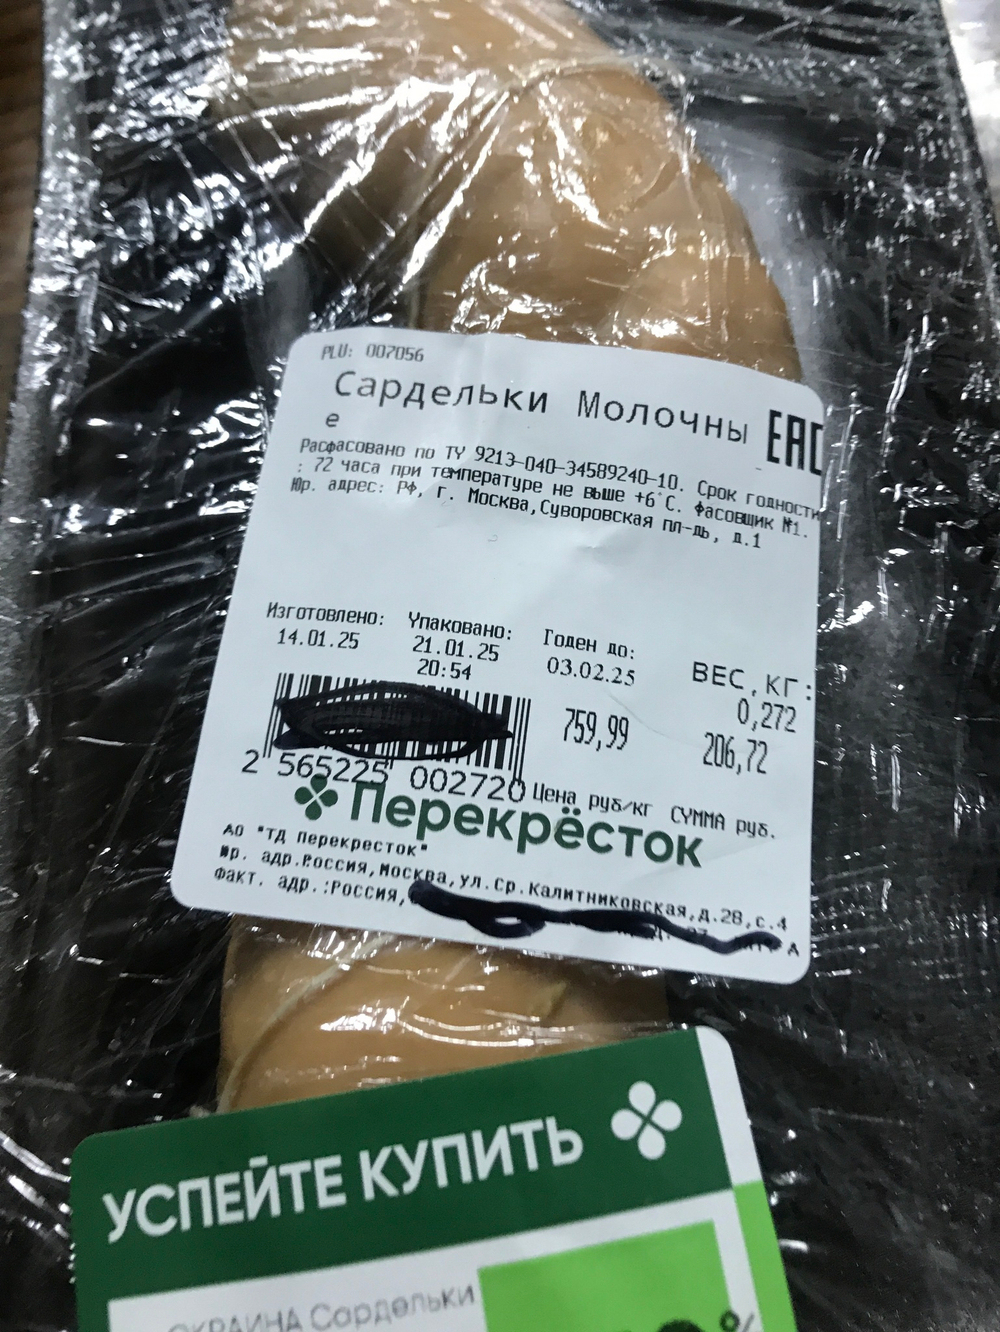 PLU: 007056
Сардельки Молочны
е
EAC
Расфасовано по ТУ 9213-040-34589240-10. Срок годности
: 72 часа при температуре не выше +6°С. Фасовщик №1.
Юр. адрес: РФ, г. Москва,Суворовская пл-дь, д.1
Изготовлено: Упаковано: Годен до: ВЕС,КГ:
14.01.25 21.01.25 03.02.25 0,272
20:54
759,99 206,72
2 565225 002720 Цена руб/кг СУММА руб.
Перекрёсток
АО "ТД Перекресток"
Юр. адр.Россия,Москва,ул.Ср.Калитниковская,д.28,с.4
Факт. адр.:Россия,
А
УСПЕЙТЕ КУПИТЬ
Сардельки
%